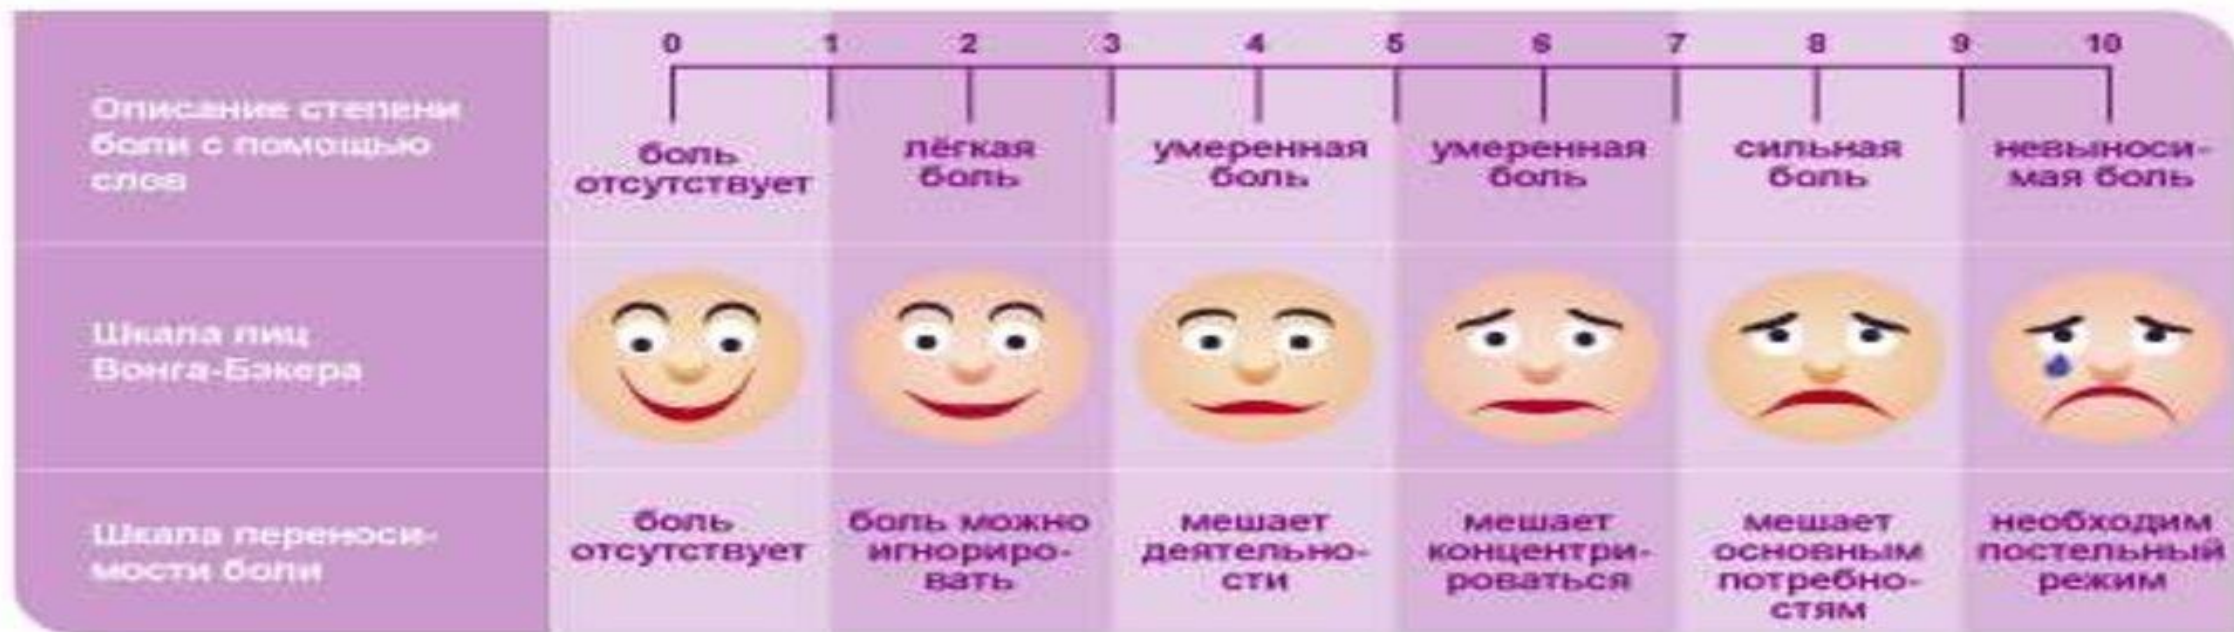 0 1 2 3 4 5 6 7 8 9 10
Описание степени
боли с помощью
слов
боль
отсутствует
лёгкая
боль
умеренная
боль
умеренная
боль
сильная
боль
невыноси-
мая боль
Шкала лиц
Вонга-Бэкера
Шкала переноси-
мости боли
боль
отсутствует
боль можно
игнориро-
вать
мешает
деятельно-
сти
мешает
концентри-
роваться
мешает
основным
потребно-
стям
необходим
постельный
режим